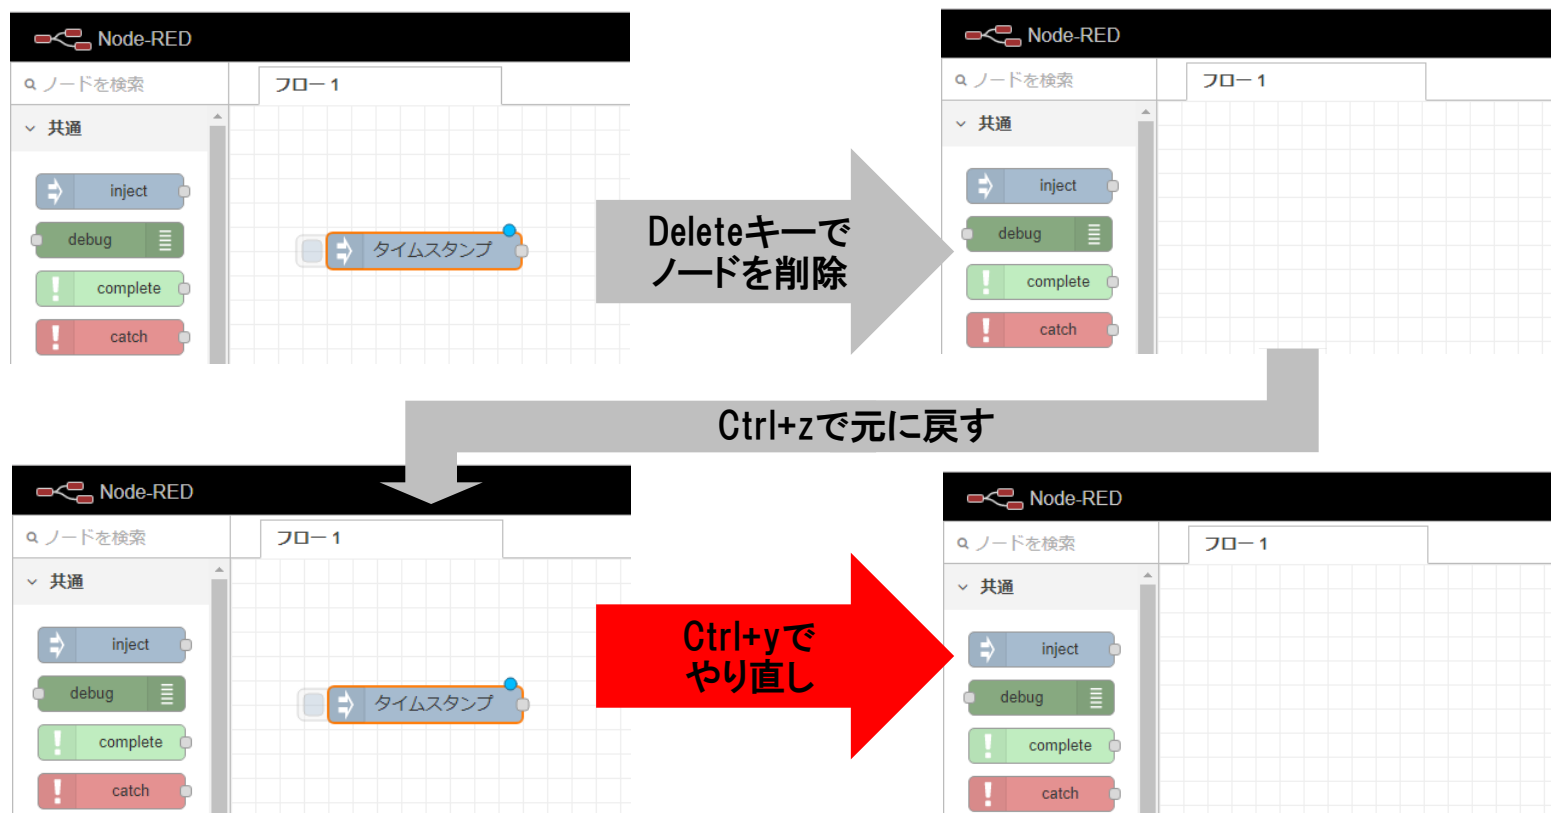 Node-RED
ノードを検索
フロー 1
共通
inject
debug
complete
catch
タイムスタンプ
Deleteキーで
ノードを削除
Node-RED
ノードを検索
フロー 1
共通
inject
debug
complete
catch
Ctrl+zで元に戻す
Node-RED
ノードを検索
フロー 1
共通
inject
debug
complete
catch
タイムスタンプ
Ctrl+yで
やり直し
Node-RED
ノードを検索
フロー 1
共通
inject
debug
complete
catch